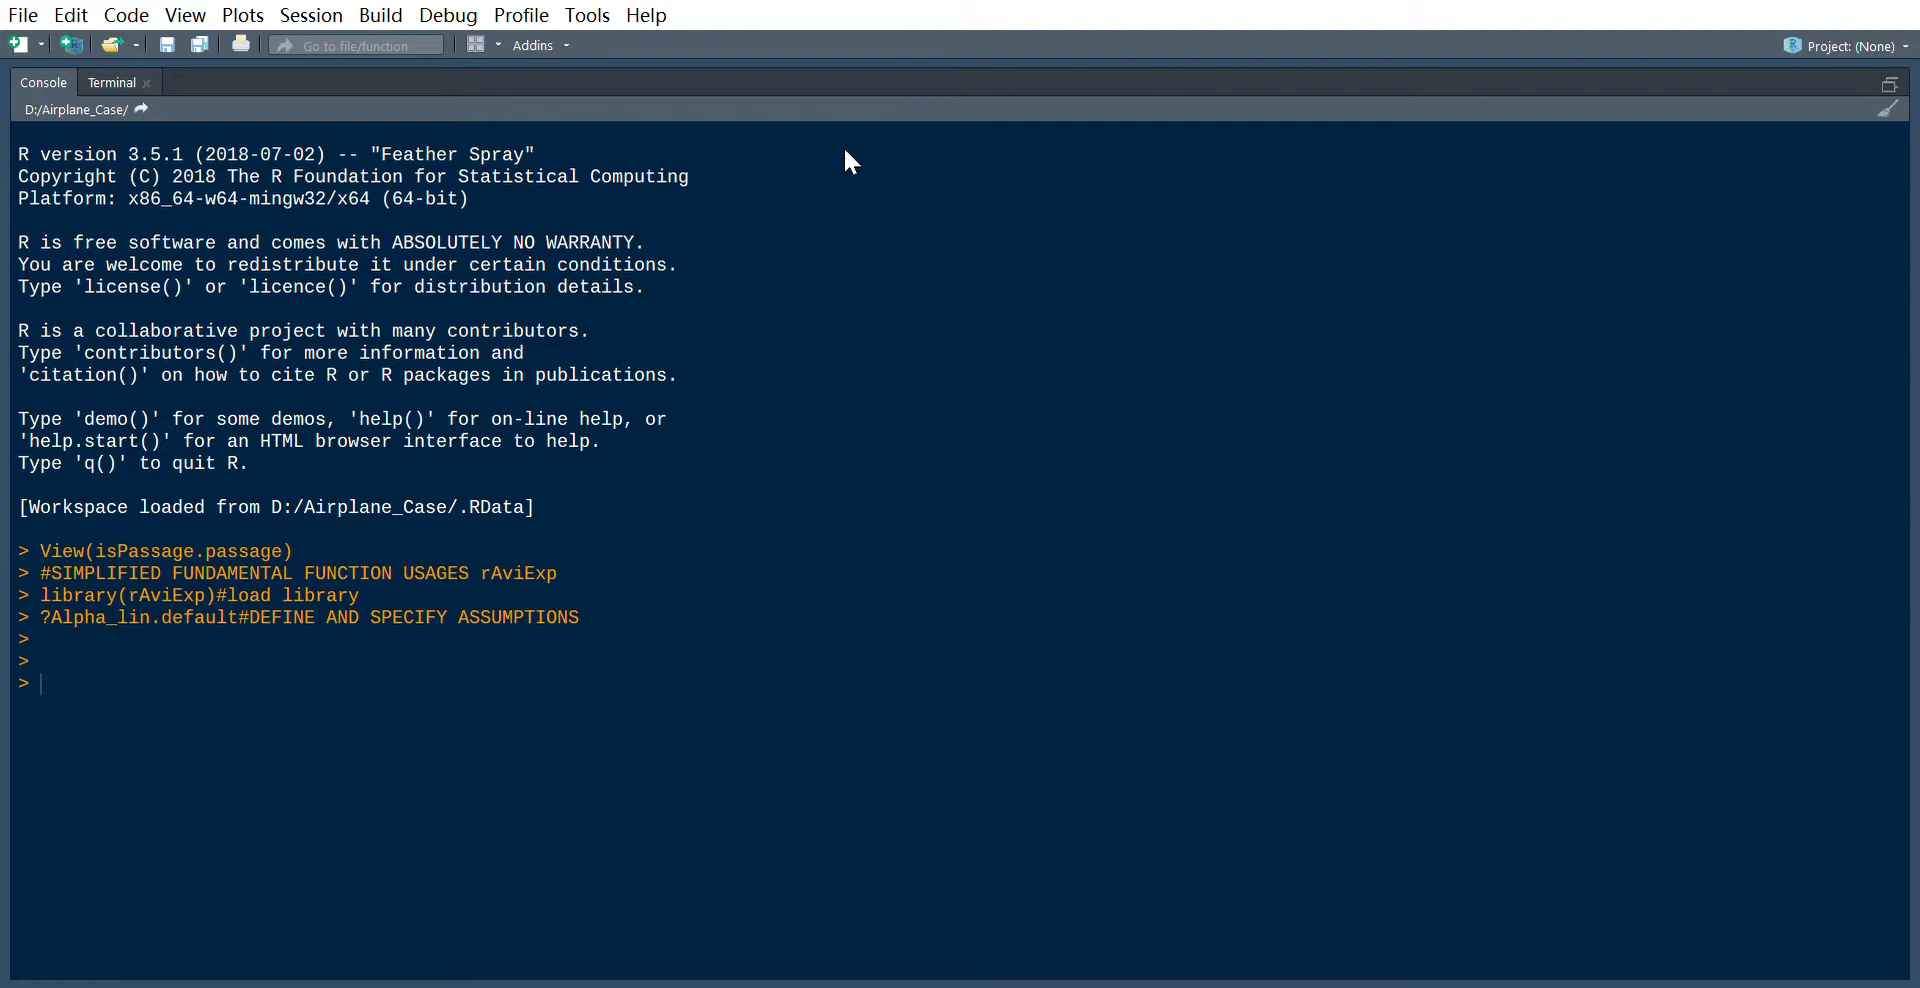 File Edit Code View Plots Session Build Debug Profile Tools Help
Go to file/function Addins Project: (None)
Console Terminal
D:/Airplane_Case/
R version 3.5.1 (2018-07-02) -- "Feather Spray"
Copyright (C) 2018 The R Foundation for Statistical Computing
Platform: x86_64-w64-mingw32/x64 (64-bit)
R is free software and comes with ABSOLUTELY NO WARRANTY.
You are welcome to redistribute it under certain conditions.
Type 'license()' or 'licence()' for distribution details.
R is a collaborative project with many contributors.
Type 'contributors()' for more information and
'citation()' on how to cite R or R packages in publications.
Type 'demo()' for some demos, 'help()' for on-line help, or
'help.start()' for an HTML browser interface to help.
Type 'q()' to quit R.
[Workspace loaded from D:/Airplane_Case/.RData]
> View(isPassage.passage)
> #SIMPLIFIED FUNDAMENTAL FUNCTION USAGES rAviExp
> library(rAviExp)#load library
> ?Alpha_lin.default#DEFINE AND SPECIFY ASSUMPTIONS
>
>
>